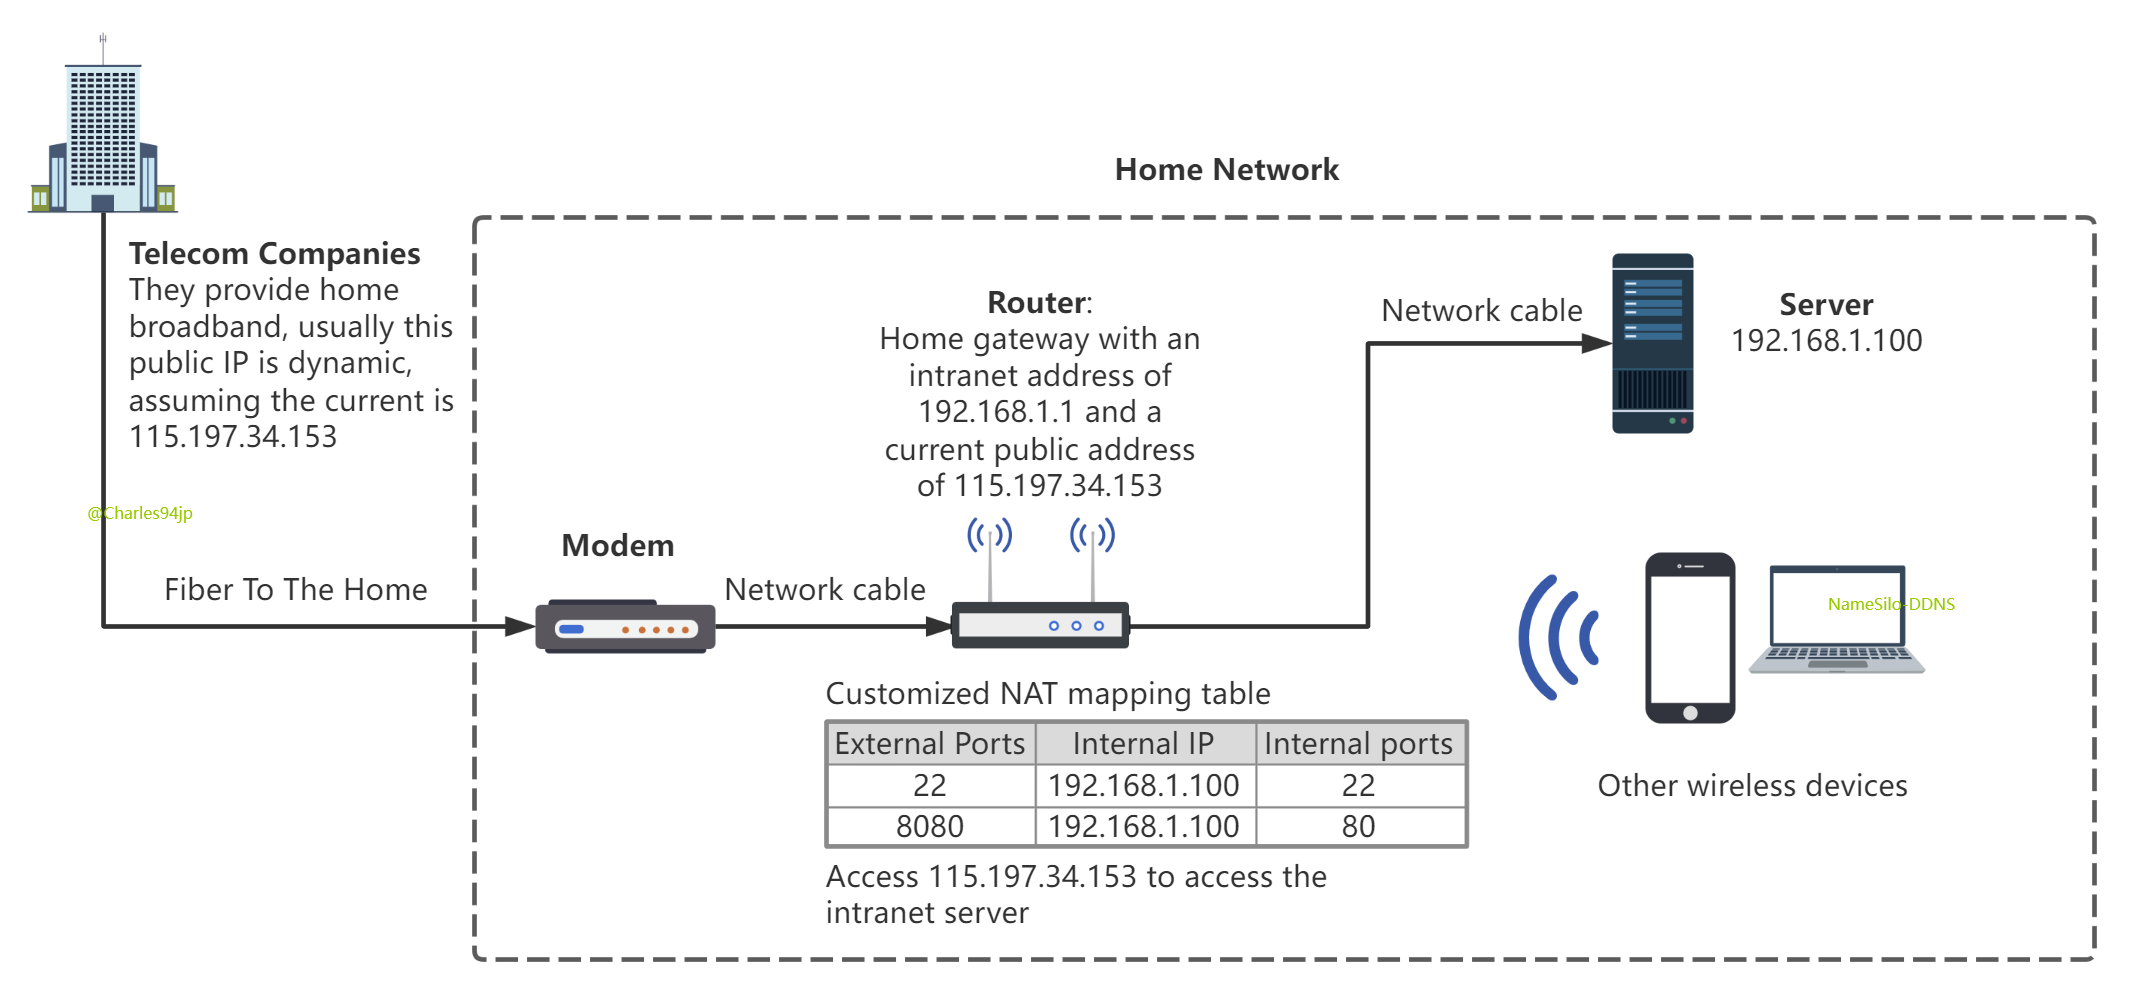 Home Network
Telecom Companies
They provide home
broadband, usually this
public IP is dynamic,
assuming the current is
115.197.34.153
@Charles94jp
Fiber To The Home
Modem
Network cable
Router:
Home gateway with an
intranet address of
192.168.1.1 and a
current public address
of 115.197.34.153
Network cable
Server
192.168.1.100
NameSilo-DDNS
Other wireless devices
Customized NAT mapping table
External Ports Internal IP Internal ports
22 192.168.1.100 22
8080 192.168.1.100 80
Access 115.197.34.153 to access the
intranet server